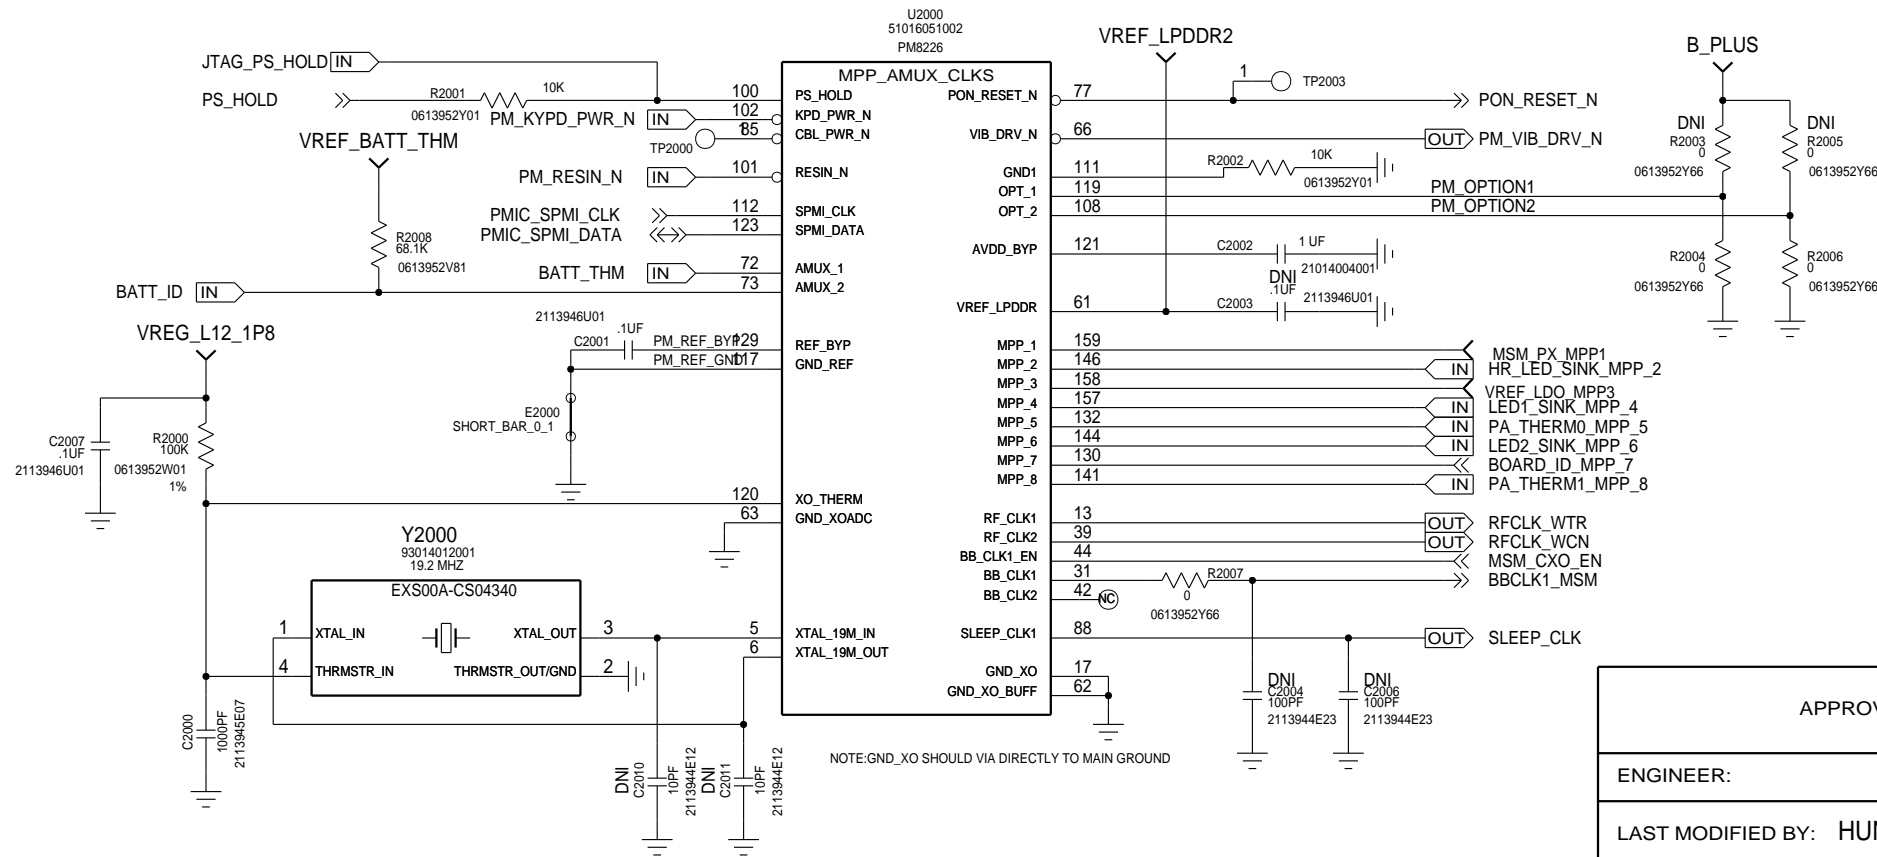 U2000
51016051002
PM8226
MPP_AMUX_CLKS
JTAG_PS_HOLD IN
PS_HOLD
R2001
10K
0613952Y01
100
PS_HOLD
PM_KYPD_PWR_N IN
102
KPD_PWR_N
TP2000
1
85
CBL_PWR_N
VREF_BATT_THM
PM_RESIN_N IN
101
RESIN_N
PMIC_SPMI_CLK
112
SPMI_CLK
PMIC_SPMI_DATA
123
SPMI_DATA
R2008
68.1K
0613952V81
BATT_THM IN
72
AMUX_1
BATT_ID IN
73
AMUX_2
VREG_L12_1P8
2113946U01
.1UF
C2001
PM_REF_BYP
129
REF_BYP
PM_REF_GND
117
GND_REF
E2000
SHORT_BAR_0_1
C2007
.1UF
2113946U01
R2000
100K
0613952W01
1%
120
XO_THERM
63
GND_XOADC
Y2000
93014012001
19.2 MHZ
EXS00A-CS04340
1
XTAL_IN
XTAL_OUT
3
4
THRMSTR_IN
THRMSTR_OUT/GND
2
5
XTAL_19M_IN
6
XTAL_19M_OUT
C2000
1000PF
2113945E07
DNI
C2010
10PF
2113944E12
DNI
C2011
10PF
2113944E12
VREF_LPDDR2
PON_RESET_N
77
1
TP2003
PON_RESET_N
VIB_DRV_N
66
OUT PM_VIB_DRV_N
GND1
111
R2002
10K
0613952Y01
OPT_1
119
PM_OPTION1
OPT_2
108
PM_OPTION2
AVDD_BYP
121
C2002
1 UF
21014004001
VREF_LPDDR
61
C2003
DNI
.1UF
2113946U01
B_PLUS
DNI
R2003
0
0613952Y66
DNI
R2005
0
0613952Y66
R2004
0
0613952Y66
R2006
0
0613952Y66
MPP_1
159
MSM_PX_MPP1
MPP_2
146
IN HR_LED_SINK_MPP_2
MPP_3
158
VREF_LDO_MPP3
MPP_4
157
IN LED1_SINK_MPP_4
MPP_5
132
IN PA_THERM0_MPP_5
MPP_6
144
IN LED2_SINK_MPP_6
MPP_7
130
BOARD_ID_MPP_7
MPP_8
141
IN PA_THERM1_MPP_8
RF_CLK1
13
OUT RFCLK_WTR
RF_CLK2
39
OUT RFCLK_WCN
BB_CLK1_EN
44
MSM_CXO_EN
BB_CLK1
31
R2007
0
0613952Y66
BBCLK1_MSM
BB_CLK2
42
NC
SLEEP_CLK1
88
OUT SLEEP_CLK
GND_XO
17
GND_XO_BUFF
62
DNI
C2004
100PF
2113944E23
DNI
C2006
100PF
2113944E23
NOTE:GND_XO SHOULD VIA DIRECTLY TO MAIN GROUND
APPROV
ENGINEER:
LAST MODIFIED BY: HUN